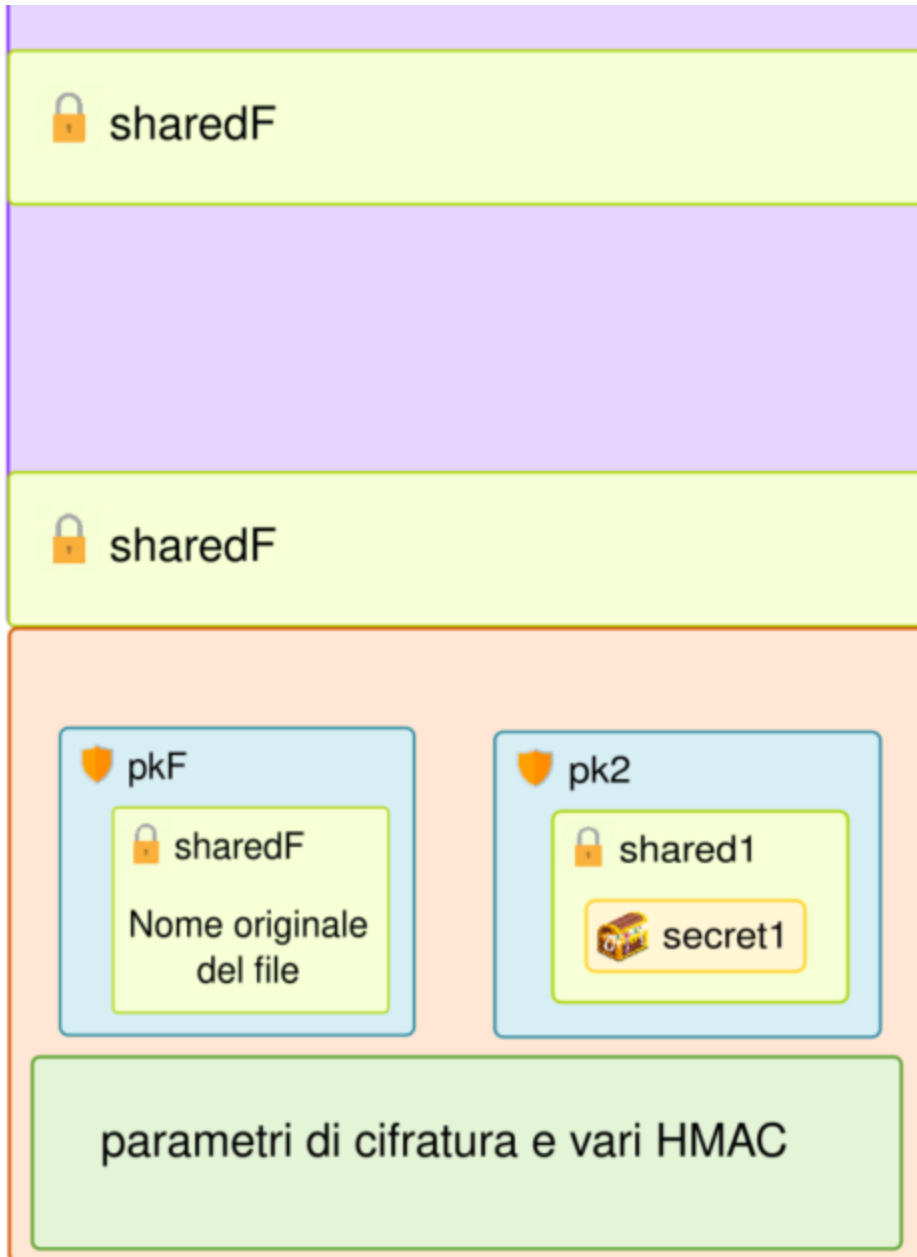 sharedF
sharedF
pkF
sharedF
Nome originale
del file
pk2
shared1
secret1
parametri di cifratura e vari HMAC